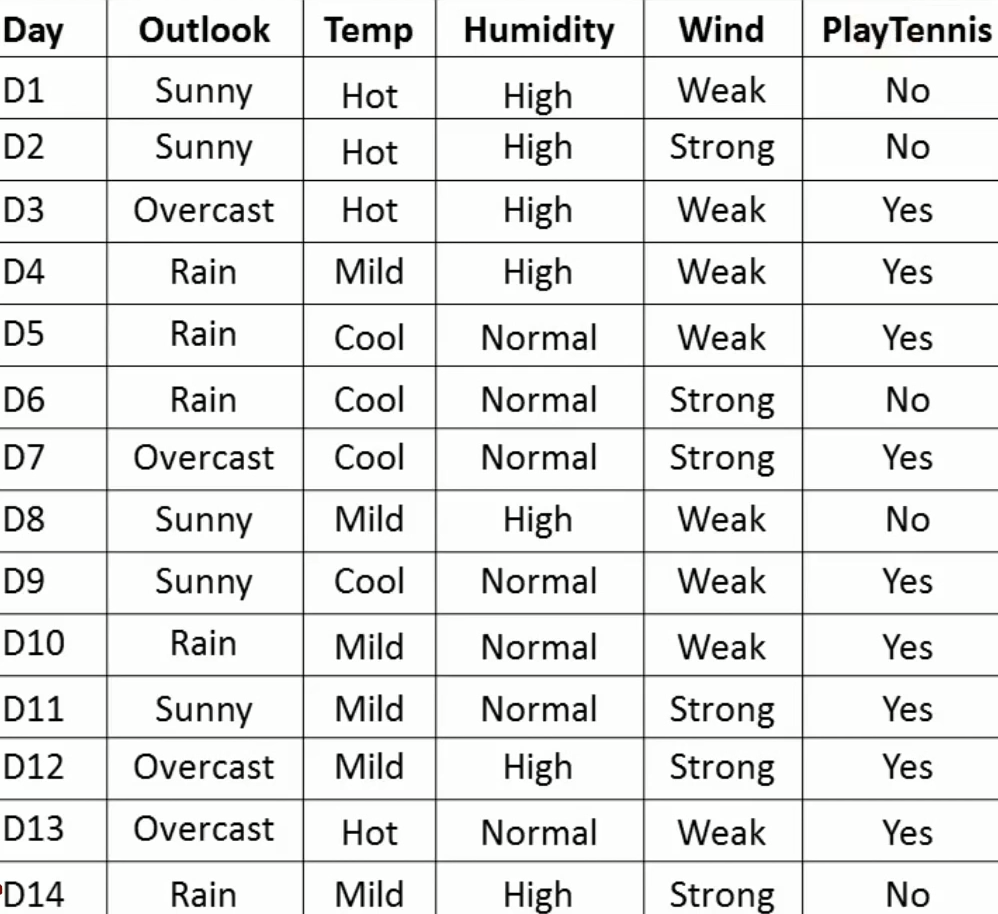 Day Outlook Temp Humidity Wind PlayTennis
D1 Sunny Hot High Weak No
D2 Sunny Hot High Strong No
D3 Overcast Hot High Weak Yes
D4 Rain Mild High Weak Yes
D5 Rain Cool Normal Weak Yes
D6 Rain Cool Normal Strong No
D7 Overcast Cool Normal Strong Yes
D8 Sunny Mild High Weak No
D9 Sunny Cool Normal Weak Yes
D10 Rain Mild Normal Weak Yes
D11 Sunny Mild Normal Strong Yes
D12 Overcast Mild High Strong Yes
D13 Overcast Hot Normal Weak Yes
D14 Rain Mild High Strong No